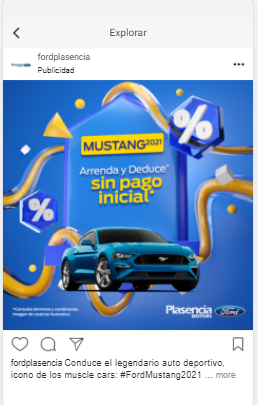 Explorar
fordplasencia
Publicidad
MUSTANG2021
Arrenda y Deduce*
sin pago
inicial*
%
%
*Consulta términos y condiciones.
Imagen de carácter ilustrativo
Plasencia
MOTORS
Ford
fordplasencia Conduce el legendario auto deportivo,
icono de los muscle cars: #FordMustang2021 ... more